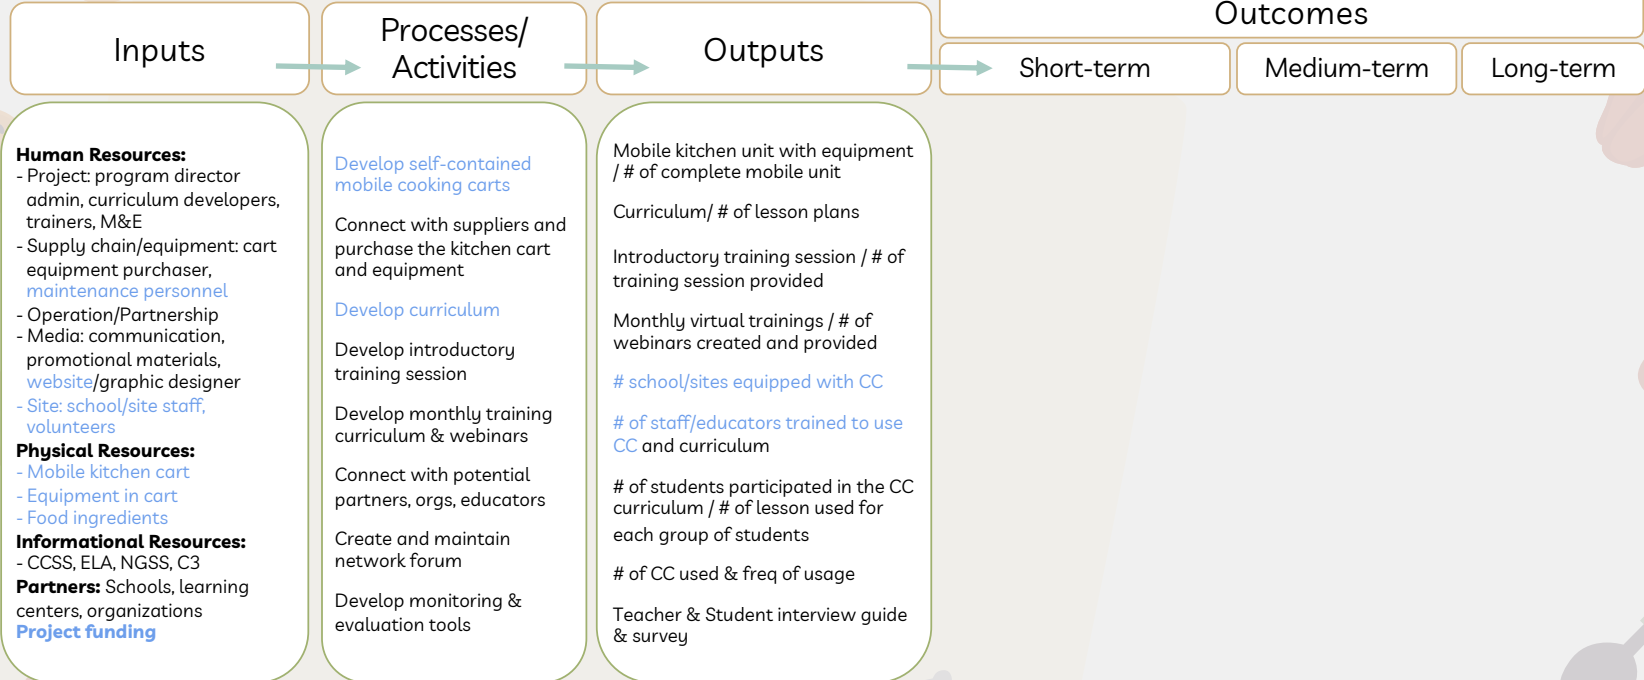 Inputs
Processes/
Activities
Outputs
Outcomes
Short-term
Medium-term
Long-term
Human Resources:
- Project: program director
admin, curriculum developers,
trainers, M&E
- Supply chain/equipment: cart
equipment purchaser,
maintenance personnel
- Operation/Partnership
- Media: communication,
promotional materials,
website/graphic designer
- Site: school/site staff,
volunteers
Physical Resources:
- Mobile kitchen cart
- Equipment in cart
- Food ingredients
Informational Resources:
- CCSS, ELA, NGSS, C3
Partners: Schools, learning
centers, organizations
Project funding
Develop self-contained
mobile cooking carts
Connect with suppliers and
purchase the kitchen cart
and equipment
Develop curriculum
Develop introductory
training session
Develop monthly training
curriculum & webinars
Connect with potential
partners, orgs, educators
Create and maintain
network forum
Develop monitoring &
evaluation tools
Mobile kitchen unit with equipment
/ # of complete mobile unit
Curriculum/ # of lesson plans
Introductory training session / # of
training session provided
Monthly virtual trainings / # of
webinars created and provided
# school/sites equipped with CC
# of staff/educators trained to use
CC and curriculum
# of students participated in the CC
curriculum / # of lesson used for
each group of students
# of CC used & freq of usage
Teacher & Student interview guide
& survey